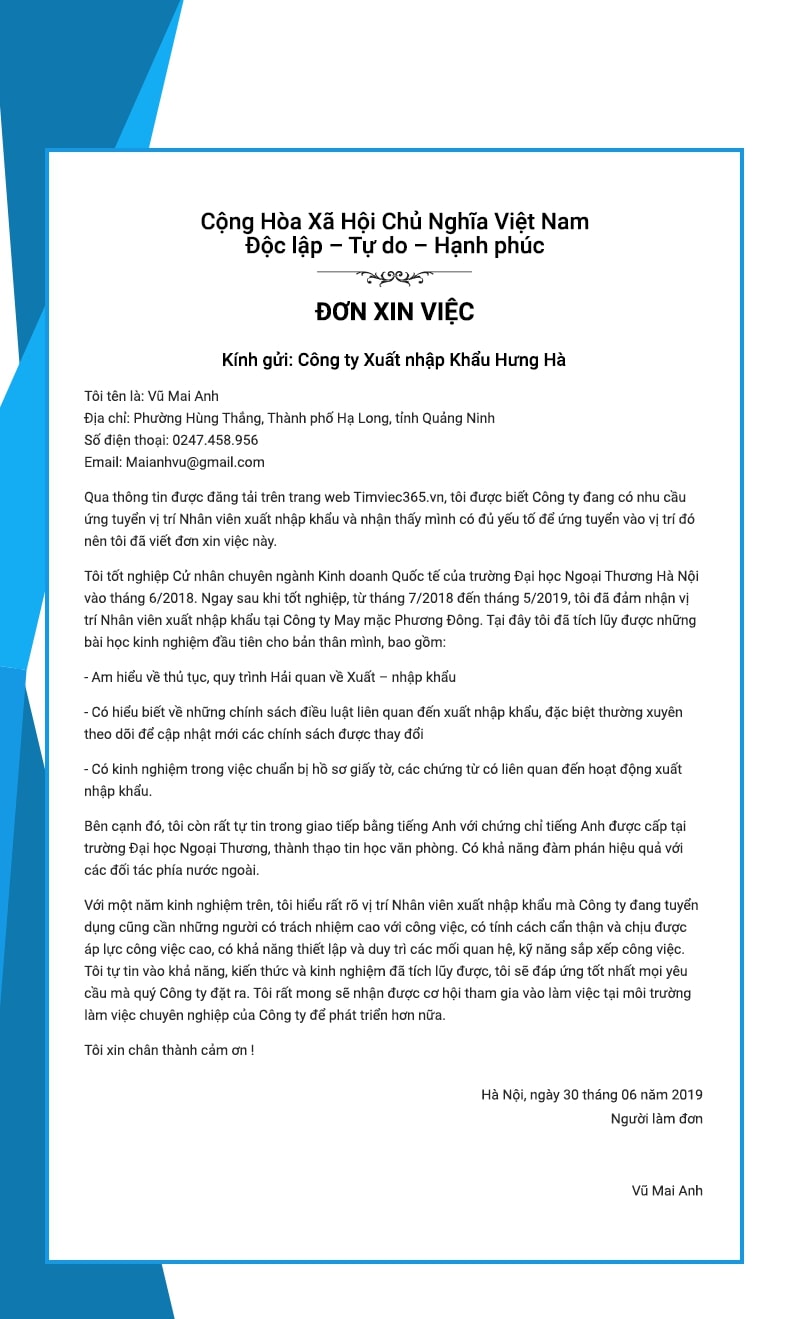 Cộng Hòa Xã Hội Chủ Nghĩa Việt Nam
Độc lập – Tự do – Hạnh phúc
ĐƠN XIN VIỆC
Kính gửi: Công ty Xuất nhập Khẩu Hưng Hà
Tôi tên là: Vũ Mai Anh
Địa chỉ: Phường Hùng Thắng, Thành phố Hạ Long, tỉnh Quảng Ninh
Số điện thoại: 0247.458.956
Email: Maianhvu@gmail.com
Qua thông tin được đăng tải trên trang web Timviec365.vn, tôi được biết Công ty đang có nhu cầu
ứng tuyển vị trí Nhân viên xuất nhập khẩu và nhận thấy mình có đủ yếu tố để ứng tuyển vào vị trí đó
nên tôi đã viết đơn xin việc này.
Tôi tốt nghiệp Cử nhân chuyên ngành Kinh doanh Quốc tế của trường Đại học Ngoại Thương Hà Nội
vào tháng 6/2018. Ngay sau khi tốt nghiệp, từ tháng 7/2018 đến tháng 5/2019, tôi đã đảm nhận vị
trí Nhân viên xuất nhập khẩu tại Công ty May mặc Phương Đông. Tại đây tôi đã tích lũy được những
bài học kinh nghiệm đầu tiên cho bản thân mình, bao gồm:
- Am hiểu về thủ tục, quy trình Hải quan về Xuất – nhập khẩu
- Có hiểu biết về những chính sách điều luật liên quan đến xuất nhập khẩu, đặc biệt thường xuyên
theo dõi để cập nhật mới các chính sách được thay đổi
- Có kinh nghiệm trong việc chuẩn bị hồ sơ giấy tờ, các chứng từ có liên quan đến hoạt động xuất
nhập khẩu.
Bên cạnh đó, tôi còn rất tự tin trong giao tiếp bằng tiếng Anh với chứng chỉ tiếng Anh được cấp tại
trường Đại học Ngoại Thương, thành thạo tin học văn phòng. Có khả năng đàm phán hiệu quả với
các đối tác phía nước ngoài.
Với một năm kinh nghiệm trên, tôi hiểu rất rõ vị trí Nhân viên xuất nhập khẩu mà Công ty đang tuyển
dụng cũng cần những người có trách nhiệm cao với công việc, có tính cách cẩn thận và chịu được
áp lực công việc cao, có khả năng thiết lập và duy trì các mối quan hệ, kỹ năng sắp xếp công việc.
Tôi tự tin vào khả năng, kiến thức và kinh nghiệm đã tích lũy được, tôi sẽ đáp ứng tốt nhất mọi yêu
cầu mà quý Công ty đặt ra. Tôi rất mong sẽ nhận được cơ hội tham gia vào làm việc tại môi trường
làm việc chuyên nghiệp của Công ty để phát triển hơn nữa.
Tôi xin chân thành cảm ơn !
Hà Nội, ngày 30 tháng 06 năm 2019
Người làm đơn
Vũ Mai Anh